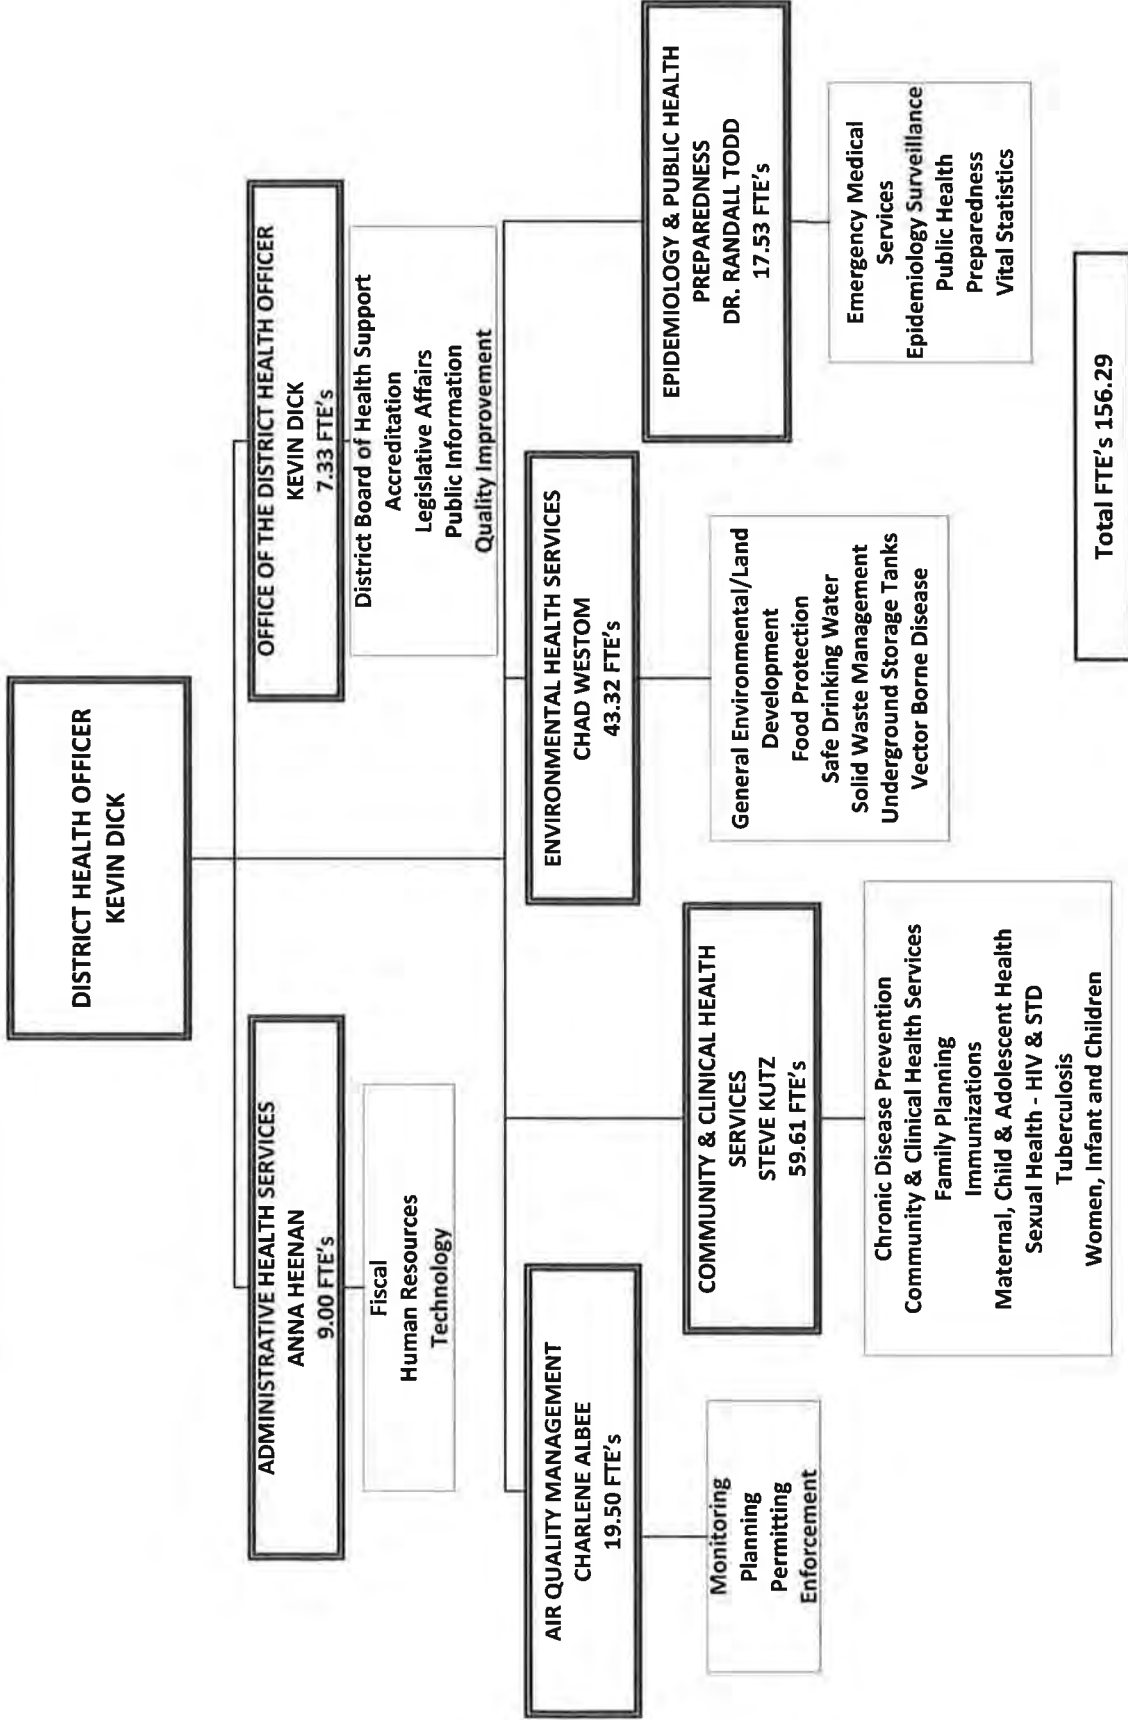 DISTRICT HEALTH OFFICER
KEVIN DICK
ADMINISTRATIVE HEALTH SERVICES
ANNA HEENAN
9.00 FTE's
Fiscal
Human Resources
Technology
OFFICE OF THE DISTRICT HEALTH OFFICER
KEVIN DICK
7.33 FTE's
District Board of Health Support
Accreditation
Legislative Affairs
Public Information
Quality Improvement
AIR QUALITY MANAGEMENT
CHARLENE ALBEE
19.50 FTE's
Monitoring
Planning
Permitting
Enforcement
COMMUNITY & CLINICAL HEALTH
SERVICES
STEVE KUTZ
59.61 FTE's
Chronic Disease Prevention
Community & Clinical Health Services
Family Planning
Immunizations
Maternal, Child & Adolescent Health
Sexual Health - HIV & STD
Tuberculosis
Women, Infant and Children
ENVIRONMENTAL HEALTH SERVICES
CHAD WESTOM
43.32 FTE's
General Environmental/Land
Development
Food Protection
Safe Drinking Water
Solid Waste Management
Underground Storage Tanks
Vector Borne Disease
EPIDEMIOLOGY & PUBLIC HEALTH
PREPAREDNESS
DR. RANDALL TODD
17.53 FTE's
Emergency Medical
Services
Epidemiology Surveillance
Public Health
Preparedness
Vital Statistics
Total FTE's 156.29